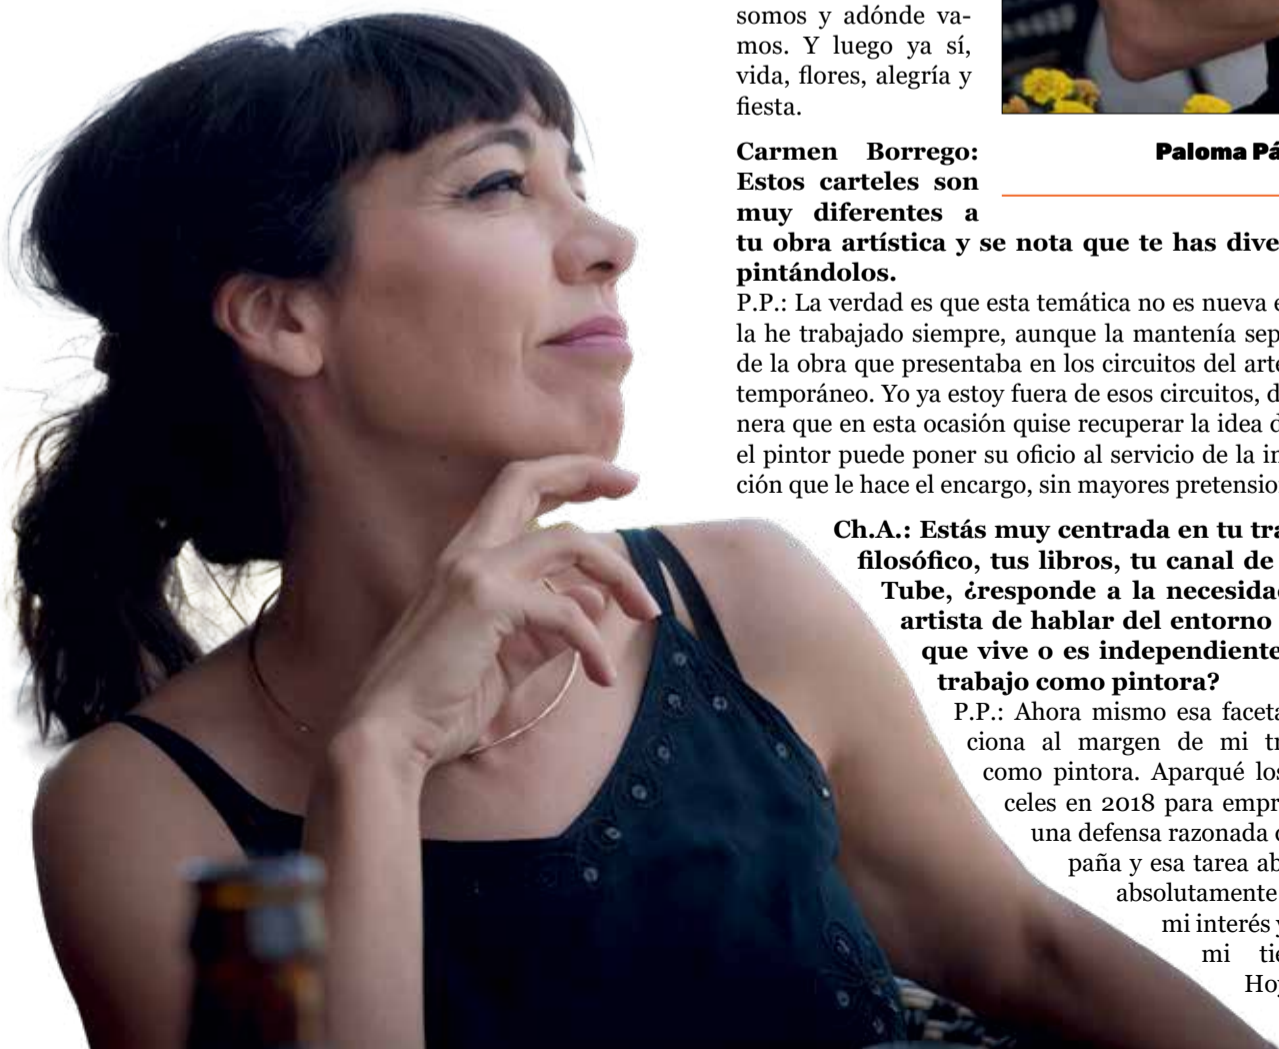 somos y adónde va-
mos. Y luego ya sí,
vida, flores, alegría y
fiesta.
Paloma Pá
Carmen Borrego:
Estos carteles son
muy diferentes a
tu obra artística y se nota que te has dive
pintándolos.
P.P.: La verdad es que esta temática no es nueva e
la he trabajado siempre, aunque la mantenía sep
de la obra que presentaba en los circuitos del arte
temporáneo. Yo ya estoy fuera de esos circuitos, d
nera que en esta ocasión quise recuperar la idea d
el pintor puede poner su oficio al servicio de la in
ción que le hace el encargo, sin mayores pretensio
Ch.A.: Estás muy centrada en tu tra
filosófico, tus libros, tu canal de
Tube, ¿responde a la necesidad
artista de hablar del entorno
que vive o es independiente
trabajo como pintora?
P.P.: Ahora mismo esa faceta
ciona al margen de mi tr
como pintora. Aparqué los
celes en 2018 para empr
una defensa razonada d
paña y esa tarea ab
absolutamente
mi interés y
mi tie
Hoy